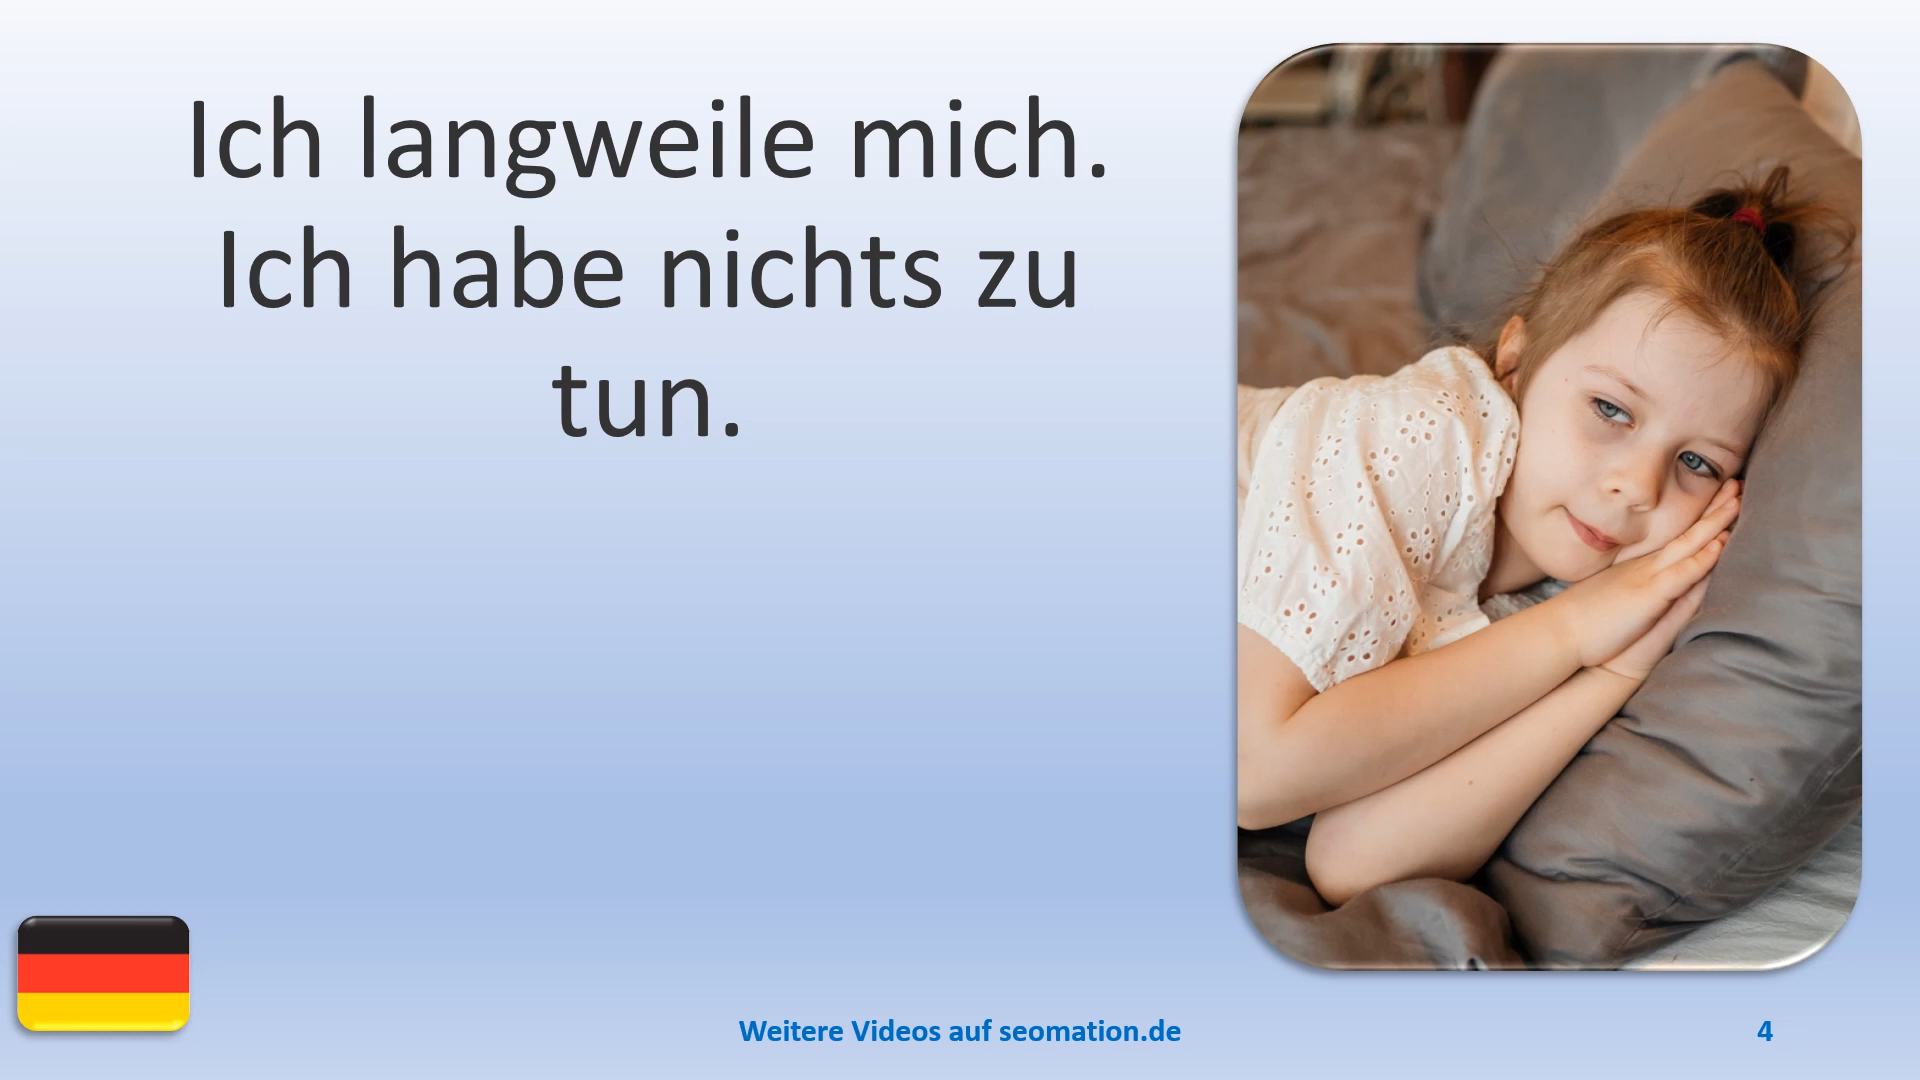 Ich langweile mich.
Ich habe nichts zu
tun.
Weitere Videos auf seomation.de
4